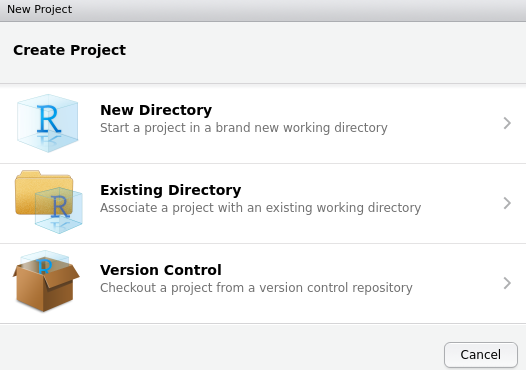 New Project
Create Project
R
New Directory
Start a project in a brand new working directory
R
Existing Directory
Associate a project with an existing working directory
R
Version Control
Checkout a project from a version control repository
Cancel